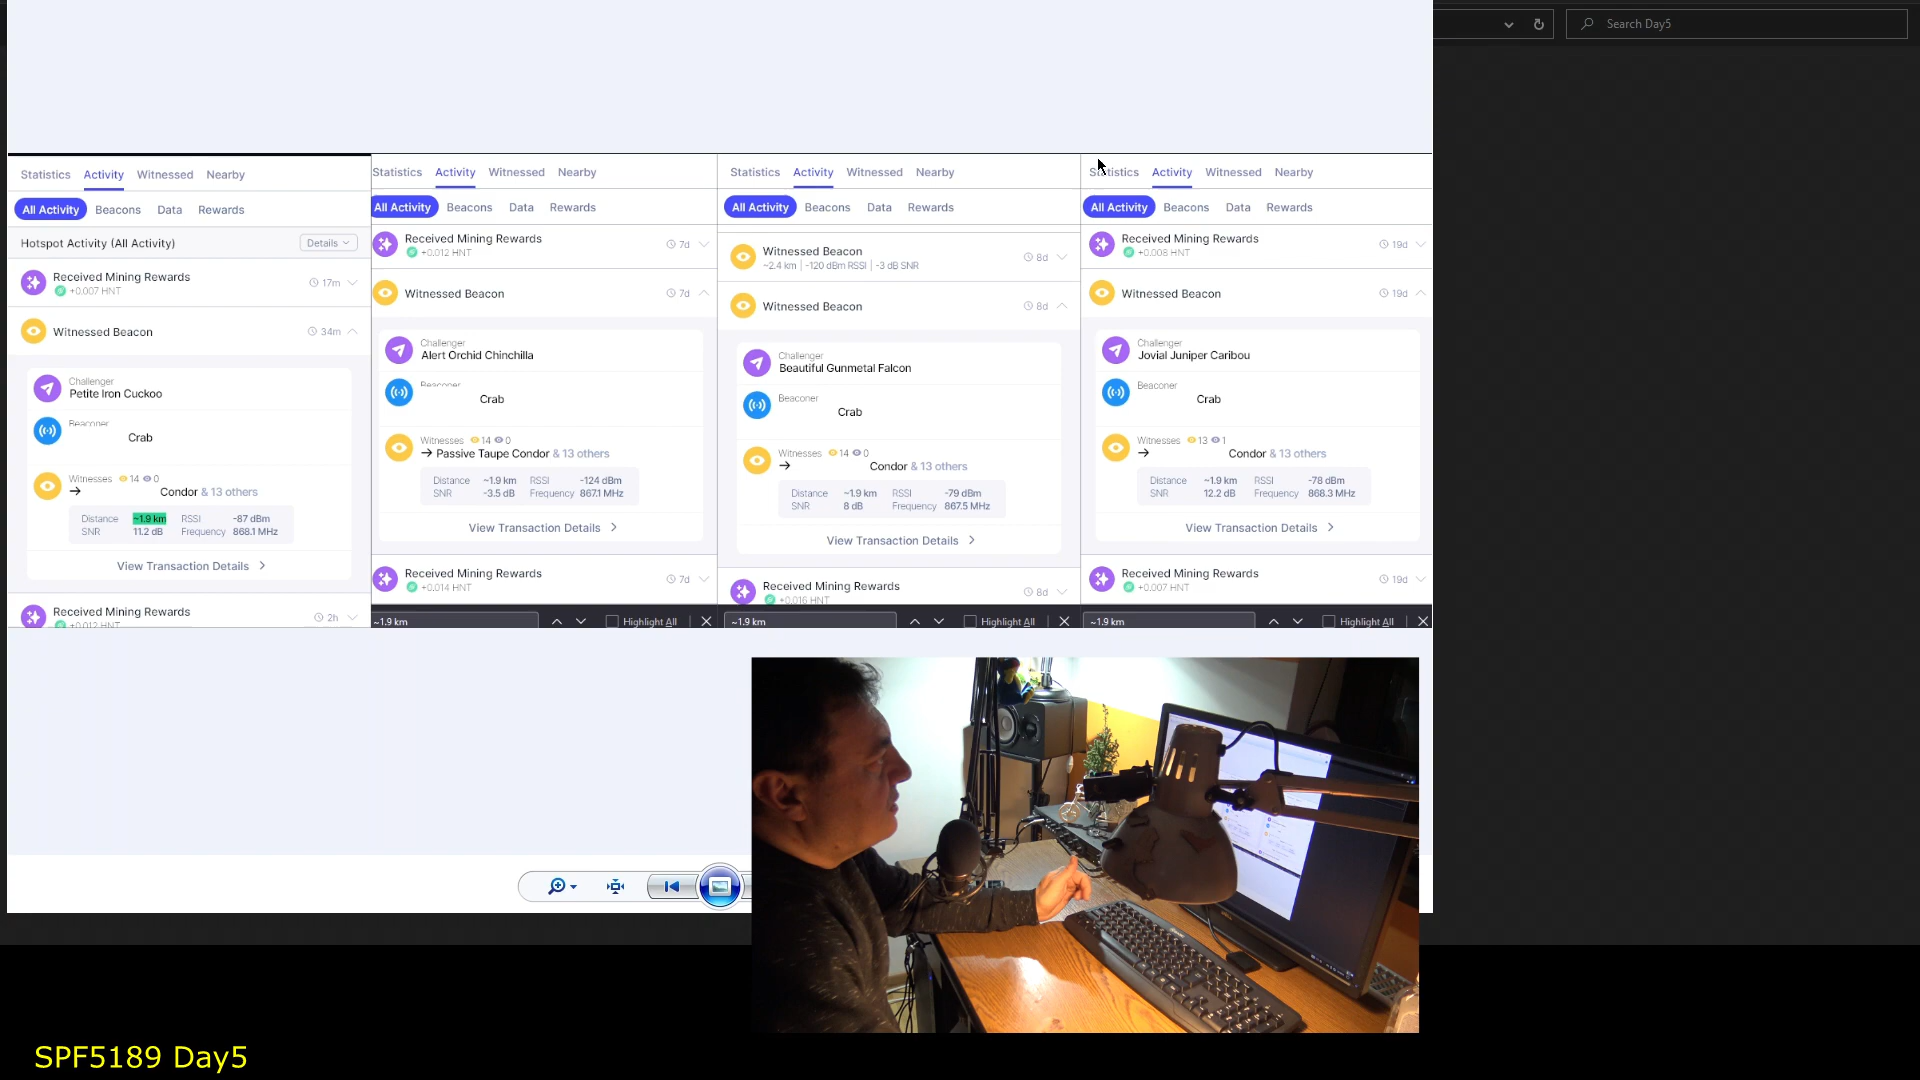 Search Day5
Statistics Activity Witnessed Nearby
All Activity Beacons Data Rewards
Hotspot Activity (All Activity) Details
Received Mining Rewards 17m
+0.007 HNT
Witnessed Beacon 34m
Challenger
Petite Iron Cuckoo
Beaconer
Crab
Witnesses 14 0
→ Condor & 13 others
Distance ~1.9 km RSSI -87 dBm
SNR 11.2 dB Frequency 868.1 MHz
View Transaction Details >
Received Mining Rewards 2h
+0.012 HNT
Statistics Activity Witnessed Nearby
All Activity Beacons Data Rewards
Received Mining Rewards 7d
+0.012 HNT
Witnessed Beacon 7d
Challenger
Alert Orchid Chinchilla
Beaconer
Crab
Witnesses 14 0
→ Passive Taupe Condor & 13 others
Distance ~1.9 km RSSI -124 dBm
SNR -3.5 dB Frequency 867.1 MHz
View Transaction Details >
Received Mining Rewards 7d
+0.014 HNT
~1.9 km Highlight All
Statistics Activity Witnessed Nearby
All Activity Beacons Data Rewards
Witnessed Beacon 8d
~2.4 km | -120 dBm RSSI | -3 dB SNR
Witnessed Beacon 8d
Challenger
Beautiful Gunmetal Falcon
Beaconer
Crab
Witnesses 14 0
→ Condor & 13 others
Distance ~1.9 km RSSI -79 dBm
SNR 8 dB Frequency 867.5 MHz
View Transaction Details >
Received Mining Rewards 8d
+0.016 HNT
~1.9 km Highlight All
Statistics Activity Witnessed Nearby
All Activity Beacons Data Rewards
Received Mining Rewards 19d
+0.008 HNT
Witnessed Beacon 19d
Challenger
Jovial Juniper Caribou
Beaconer
Crab
Witnesses 13 1
→ Condor & 13 others
Distance ~1.9 km RSSI -78 dBm
SNR 12.2 dB Frequency 868.3 MHz
View Transaction Details >
Received Mining Rewards 19d
+0.007 HNT
~1.9 km Highlight All
SPF5189 Day5